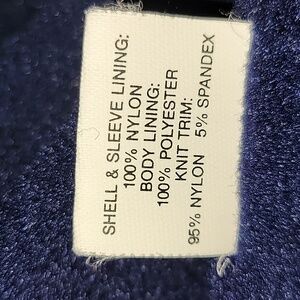 SHELL & SLEEVE LINING:
100% NYLON
BODY LINING:
100% POLYESTER
KNIT TRIM:
95% NYLON 5% SPANDEX